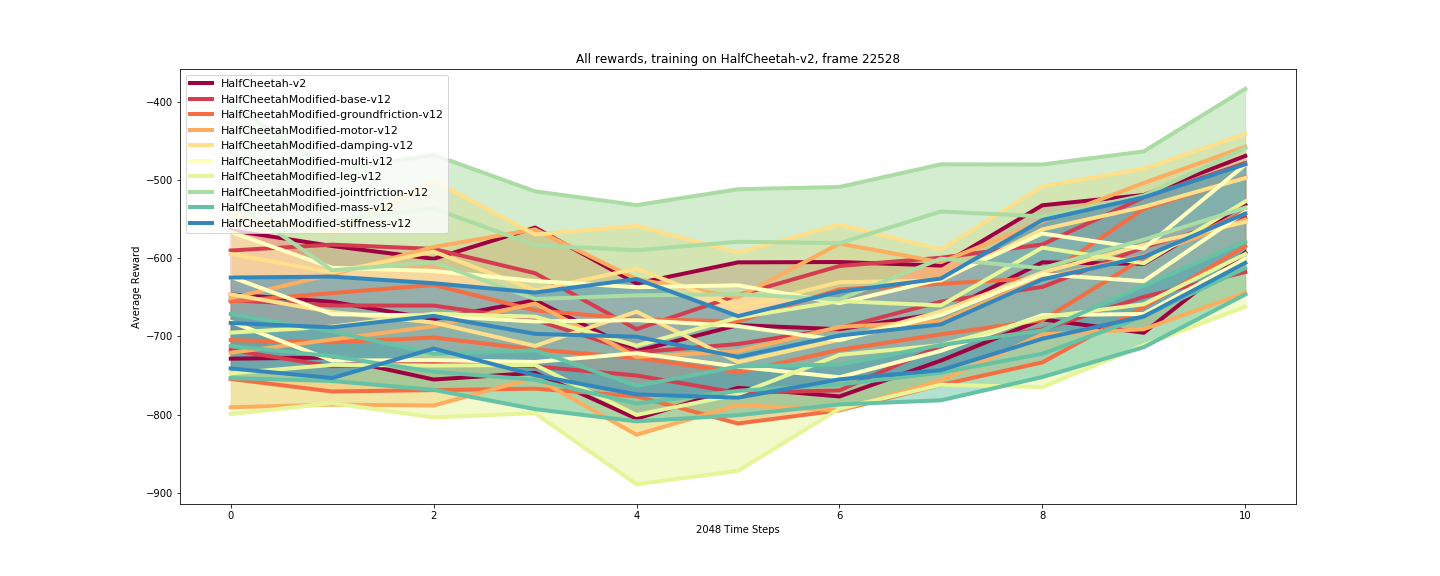 All rewards, training on HalfCheetah-v2, frame 22528
HalfCheetah-v2
HalfCheetahModified-base-v12
HalfCheetahModified-groundfriction-v12
HalfCheetahModified-motor-v12
HalfCheetahModified-damping-v12
HalfCheetahModified-multi-v12
HalfCheetahModified-leg-v12
HalfCheetahModified-jointfriction-v12
HalfCheetahModified-mass-v12
HalfCheetahModified-stiffness-v12
Average Reward
−400
−500
−600
−700
−800
−900
0 2 4 6 8 10
2048 Time Steps